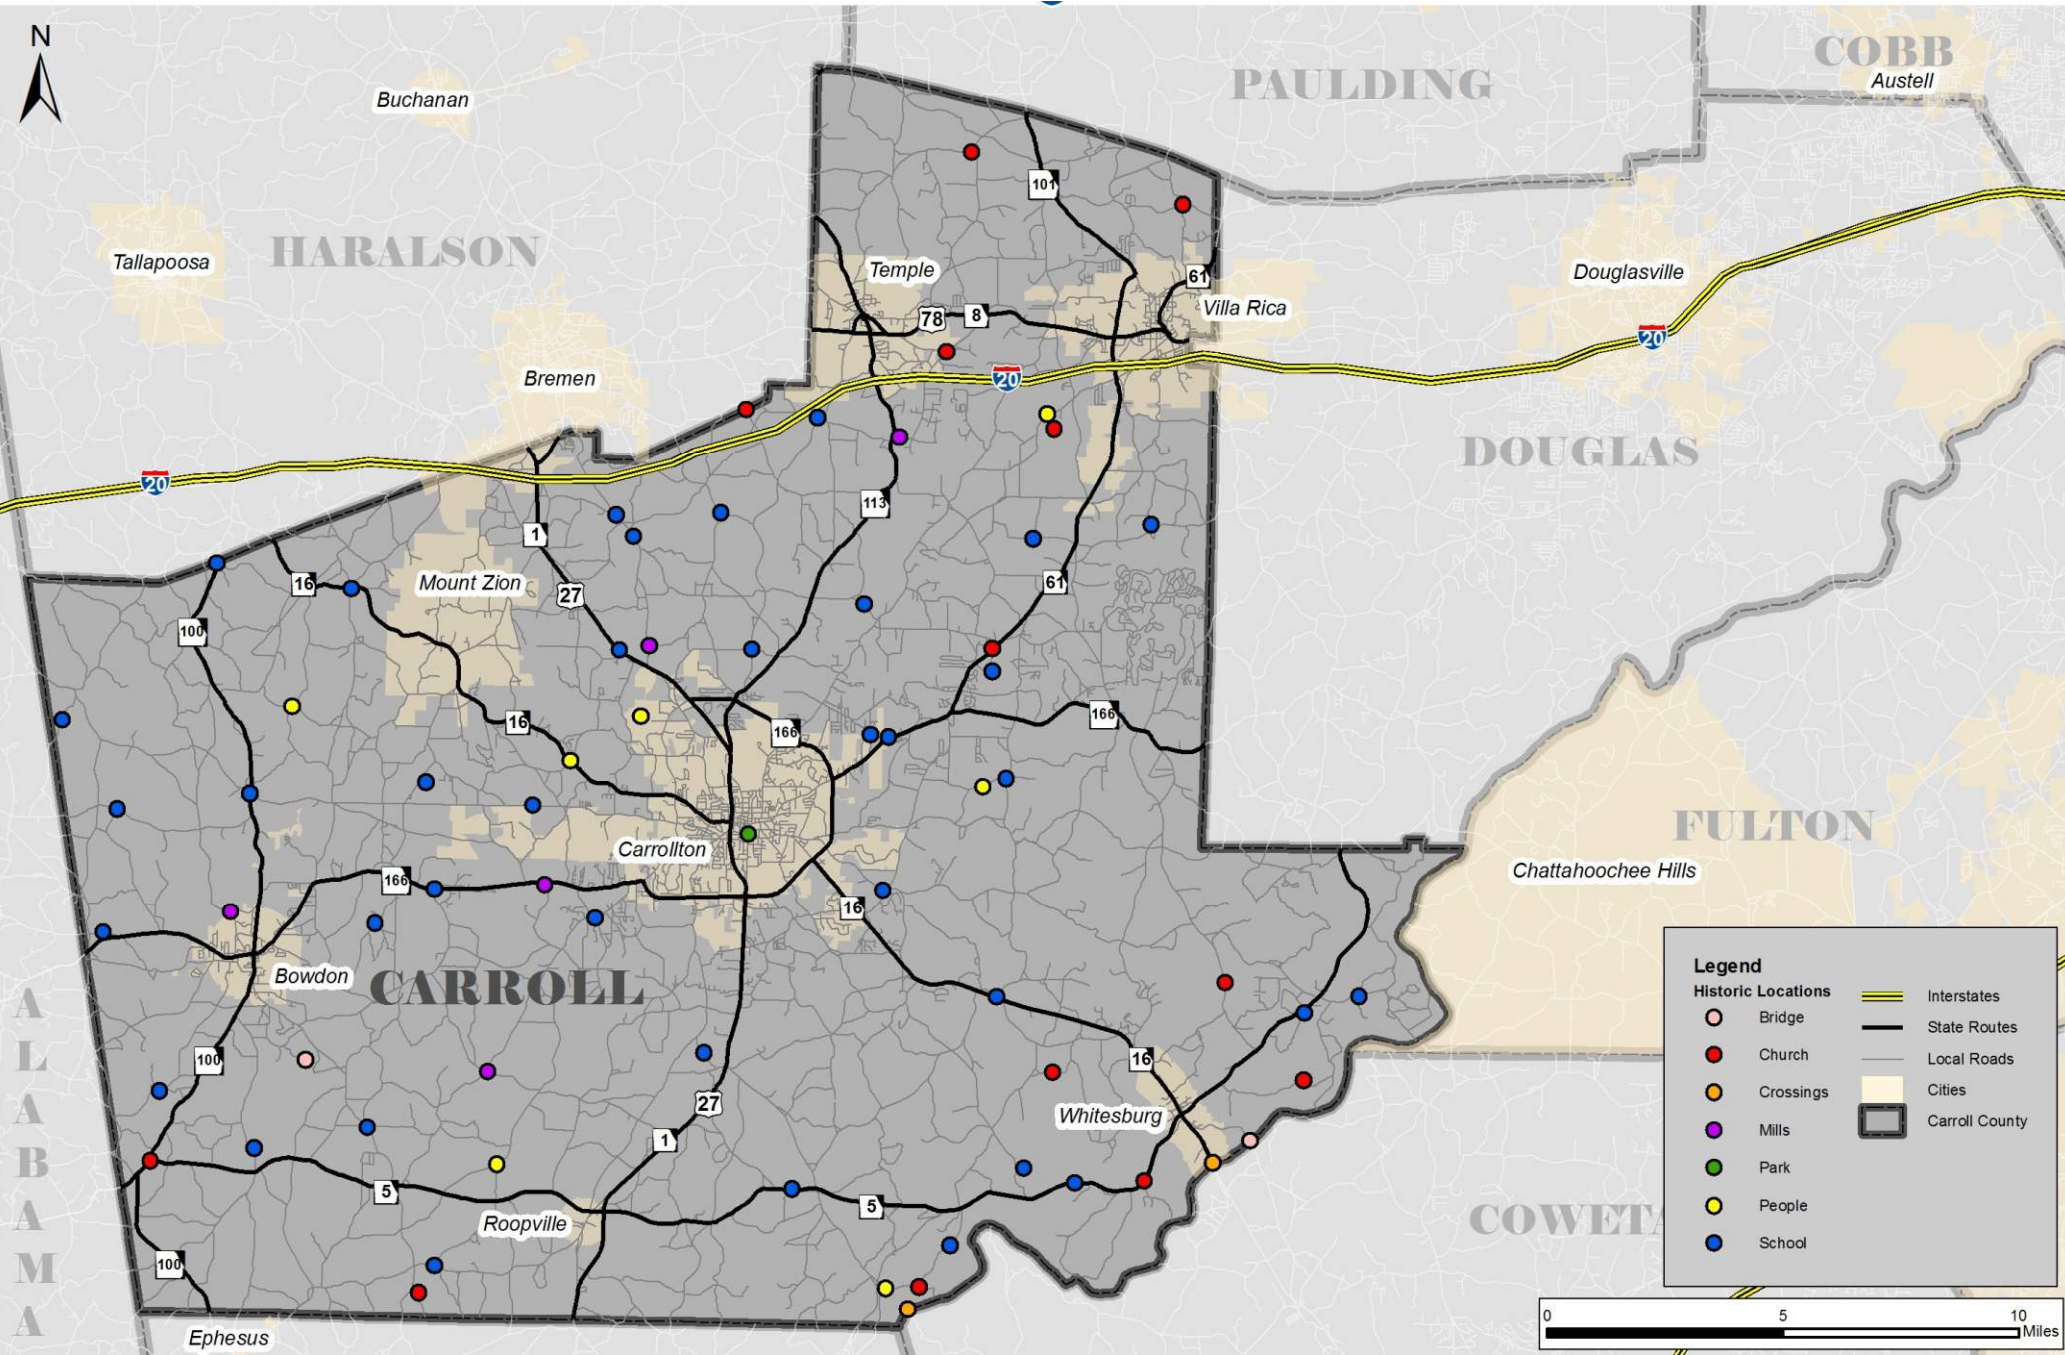 N
PAULDING
COBB
Austell
Buchanan
101
HARALSON
Tallapoosa
Temple
61
Villa Rica
Douglasville
78
8
20
20
Bremen
DOUGLAS
20
113
1
16
Mount Zion
27
61
100
166
16
166
FULTON
Carrollton
Chattahoochee Hills
166
16
Bowdon
CARROLL
100
16
27
Whitesburg
1
5
5
Roopville
COWETA
100
Ephesus
ALABAMA
Legend
Historic Locations
Bridge
Church
Crossings
Mills
Park
People
School
Interstates
State Routes
Local Roads
Cities
Carroll County
0 5 10
Miles